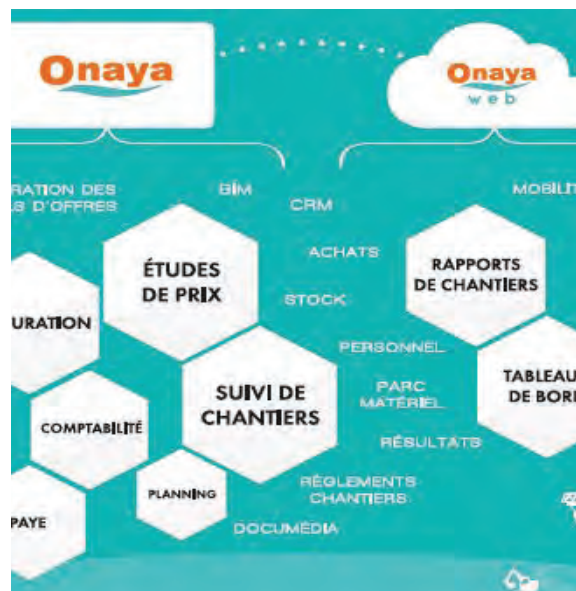 Onaya
Onaya
web
RATION DES
S D'OFFRES
BIM
CRM
MOBILIT
ACHATS
ÉTUDES
DE PRIX
RAPPORTS
DE CHANTIERS
STOCK
URATION
PERSONNEL
SUIVI DE
CHANTIERS
PARC
MATÉRIEL
TABLEAU
DE BOR
COMPTABILITÉ
RÉSULTATS
PLANNING
RÈGLEMENTS
CHANTIERS
PAYE
DOCUMÉDIA